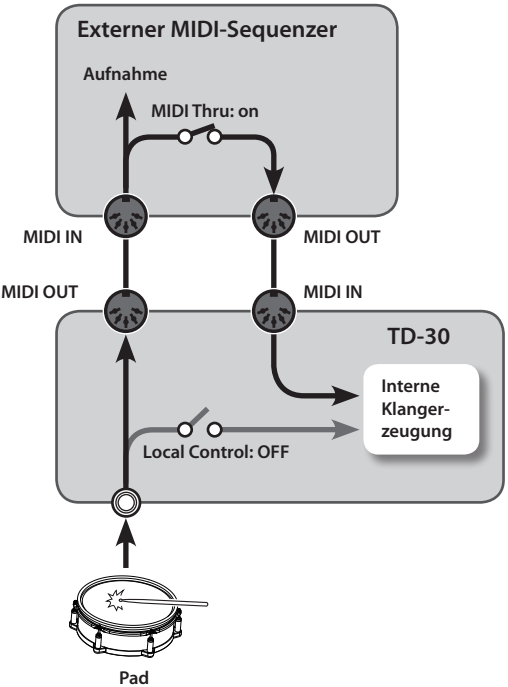 Externer MIDI-Sequenzer
Aufnahme
MIDI Thru: on
MIDI IN
MIDI OUT
MIDI OUT
MIDI IN
TD-30
Interne
Klanger-
zeugung
Local Control: OFF
Pad